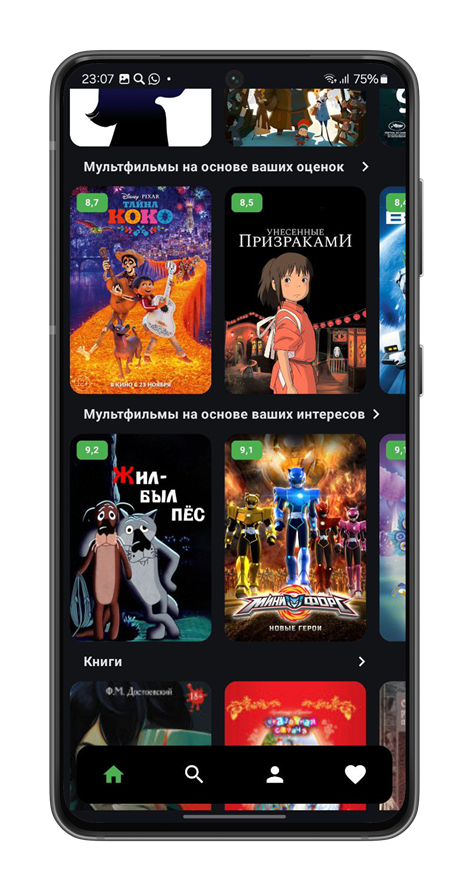 23:07
75%
Мультфильмы на основе ваших оценок
8,7
8,5
8,
Disney PIXAR
ТАЙНА
КОКО
УНЕСЕННЫЕ
ПРИЗРАКАМИ
В КИНО С 23 НОЯБРЯ
Мультфильмы на основе ваших интересов
9,2
9,1
9,1
ЖИЛ-
БЫЛ
ПЁС
МИНИФОРС
НОВЫЕ ГЕРОИ
Книги
Ф.М. Достоевский
18+